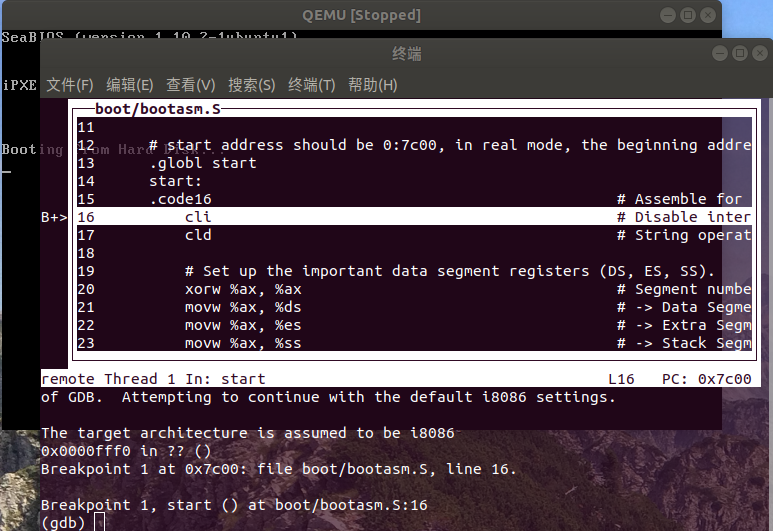 QEMU [Stopped]
SeaBIOS (version 1.10.2-1ubuntu1)
终端
iPXE
文件(F) 编辑(E) 查看(V) 搜索(S) 终端(T) 帮助(H)
boot/bootasm.S
11
12 # start address should be 0:7c00, in real mode, the beginning addre
Booting from Hard Disk...
13 .globl start
14 start:
15 .code16 # Assemble for
B+> 16 cli # Disable inter
17 cld # String operat
18
19 # Set up the important data segment registers (DS, ES, SS).
20 xorw %ax, %ax # Segment numbe
21 movw %ax, %ds # -> Data Segme
22 movw %ax, %es # -> Extra Segm
23 movw %ax, %ss # -> Stack Segm
remote Thread 1 In: start L16 PC: 0x7c00
of GDB. Attempting to continue with the default i8086 settings.
The target architecture is assumed to be i8086
0x0000fff0 in ?? ()
Breakpoint 1 at 0x7c00: file boot/bootasm.S, line 16.
Breakpoint 1, start () at boot/bootasm.S:16
(gdb)